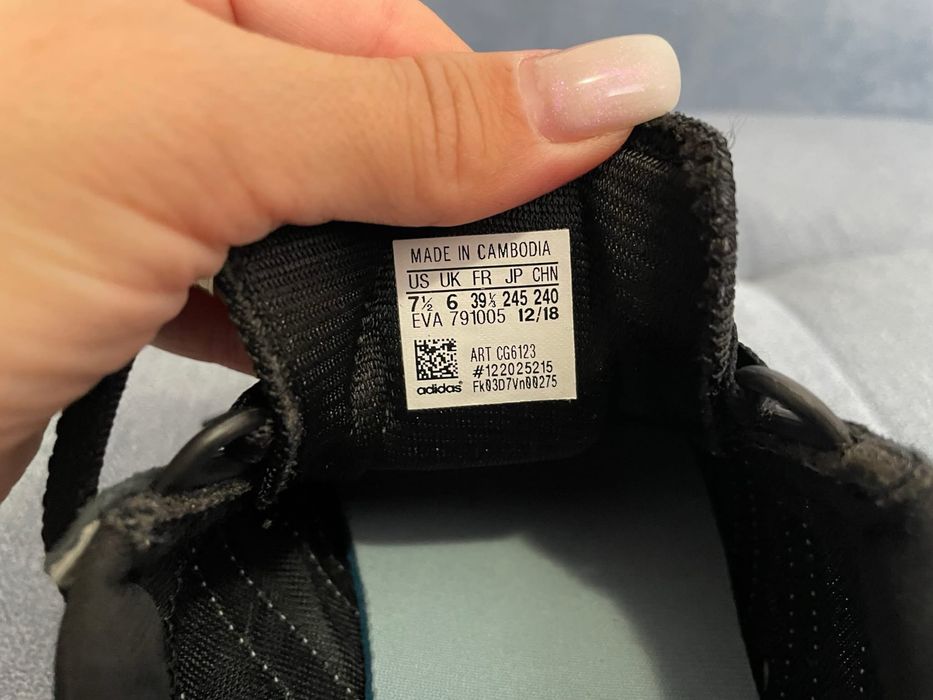 MADE IN CAMBODIA
US UK FR JP CHN
7½ 6 39⅓ 245 240
EVA 791005 12/18
ART CG6123
#122025215
adidas® Fk03D7Vn00275